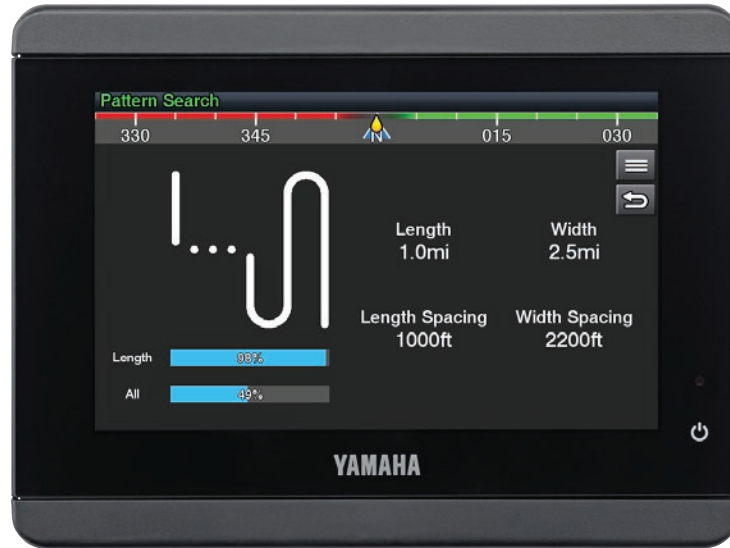 Pattern Search
330 345 N 015 030
Length Width
1.0mi 2.5mi
Length Spacing Width Spacing
1000ft 2200ft
Length 98%
All 49%
YAMAHA